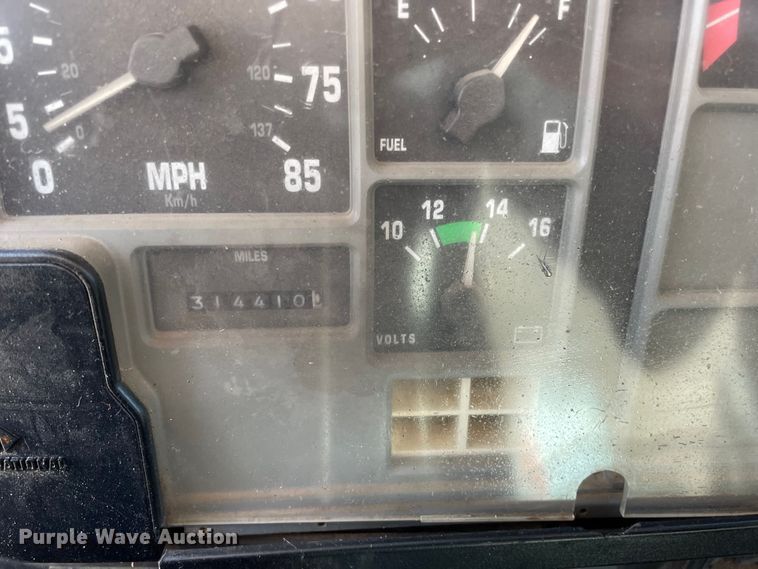 5
20
0
0
MPH
Km/h
120
75
137
85
E F
FUEL
MILES
314410
10 12 14 16
VOLTS
Purple Wave Auction